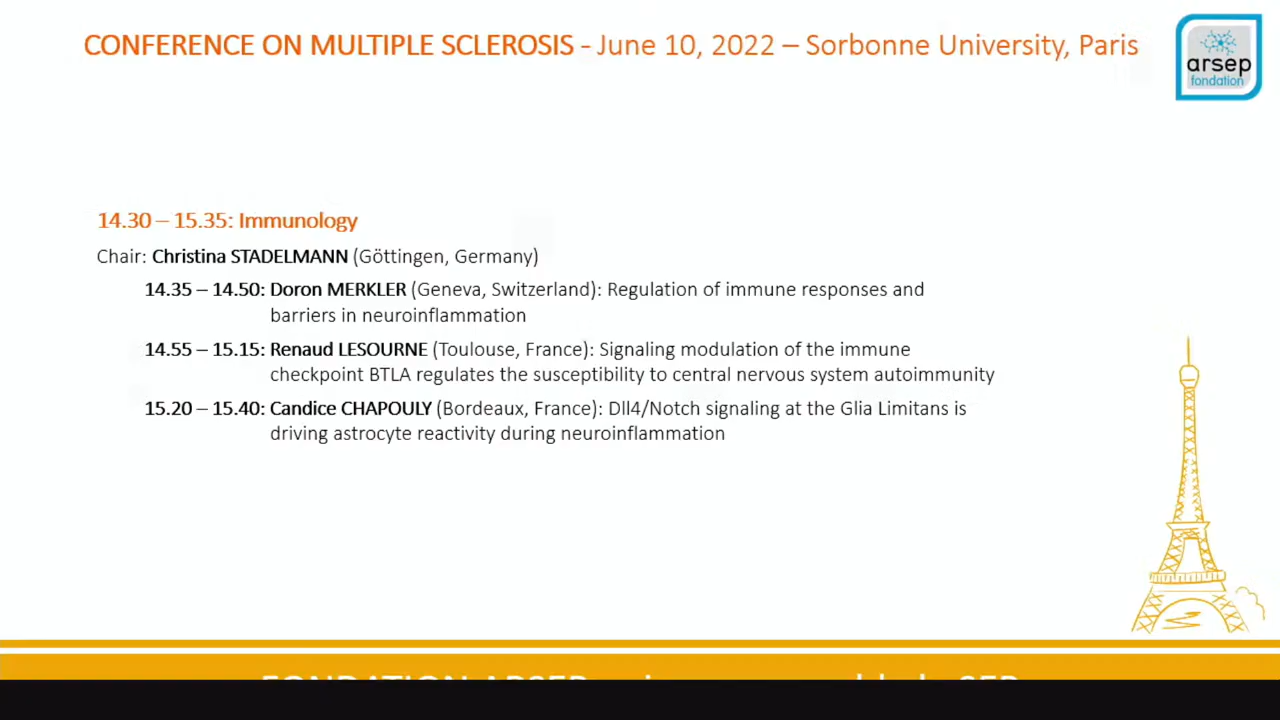 CONFERENCE ON MULTIPLE SCLEROSIS - June 10, 2022 – Sorbonne University, Paris
arsep
fondation
14.30 – 15.35: Immunology
Chair: Christina STADELMANN (Göttingen, Germany)
14.35 – 14.50: Doron MERKLER (Geneva, Switzerland): Regulation of immune responses and
barriers in neuroinflammation
14.55 – 15.15: Renaud LESOURNE (Toulouse, France): Signaling modulation of the immune
checkpoint BTLA regulates the susceptibility to central nervous system autoimmunity
15.20 – 15.40: Candice CHAPOULY (Bordeaux, France): Dll4/Notch signaling at the Glia Limitans is
driving astrocyte reactivity during neuroinflammation
FONDATION ARSEP SEP